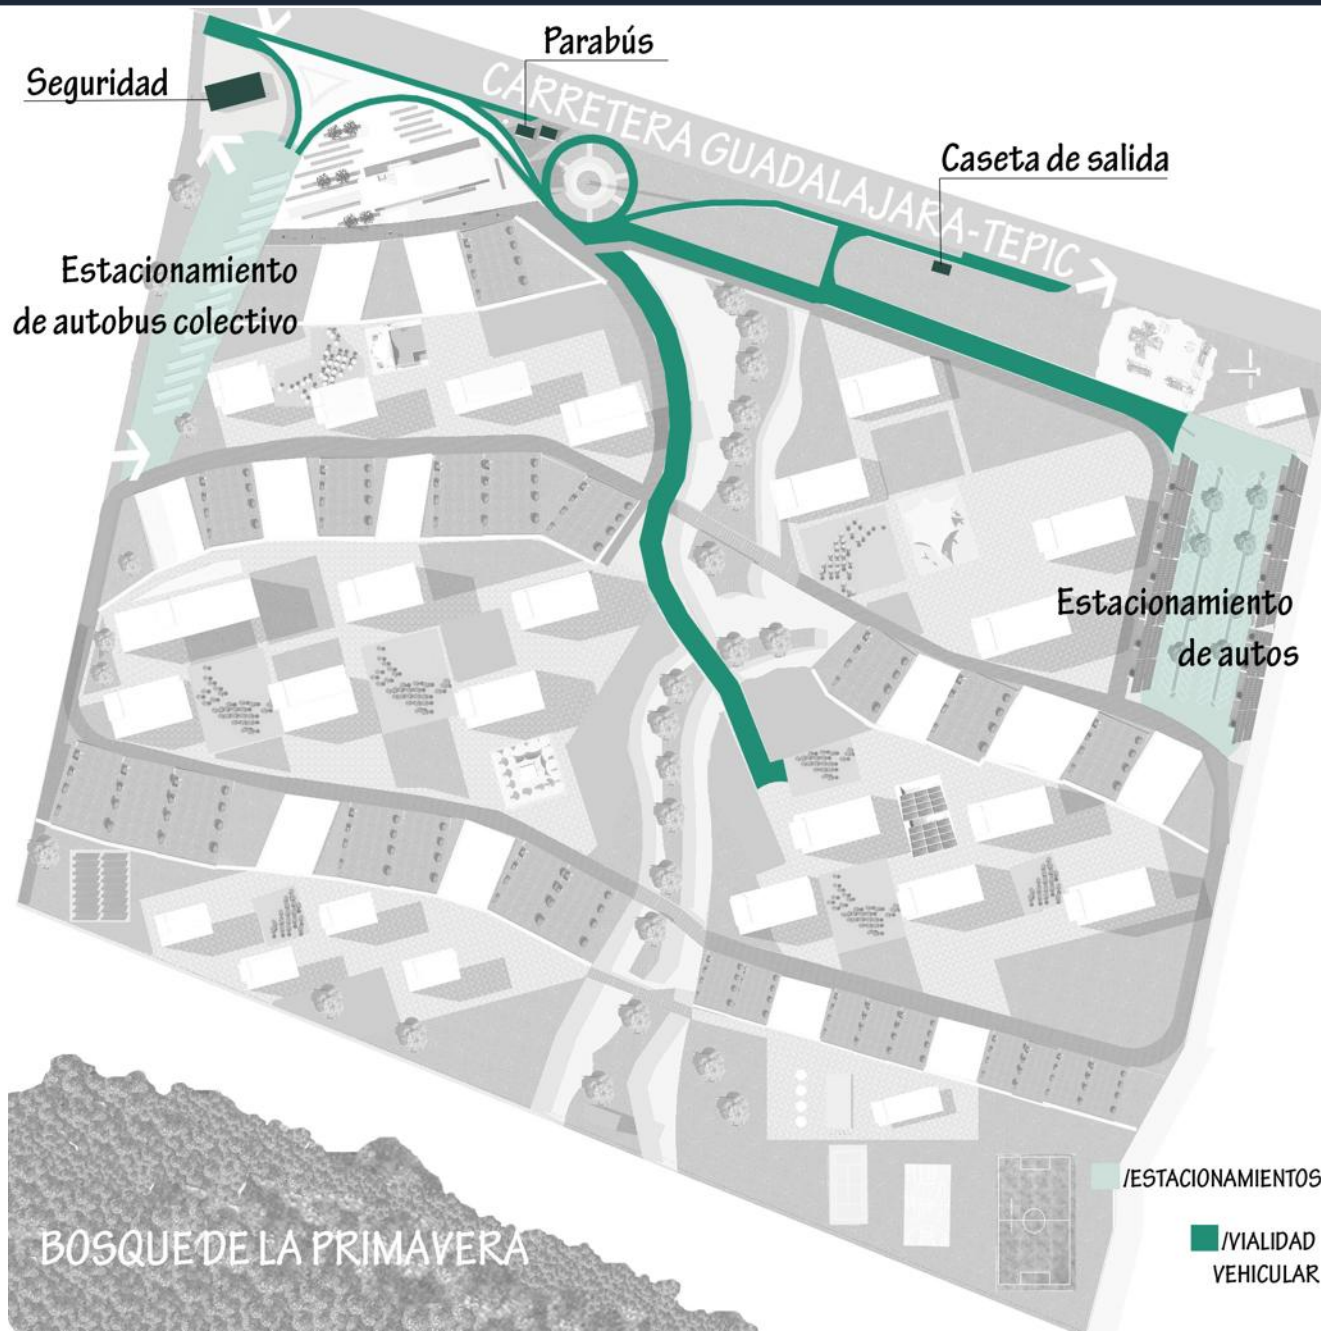 Parabús
Seguridad
CARRETERA GUADALAJARA-TEPIC
Caseta de salida
Estacionamiento
de autobus colectivo
Estacionamiento
de autos
/ESTACIONAMIENTOS
BOSQUE DE LA PRIMAVERA
/VIALIDAD
VEHICULAR